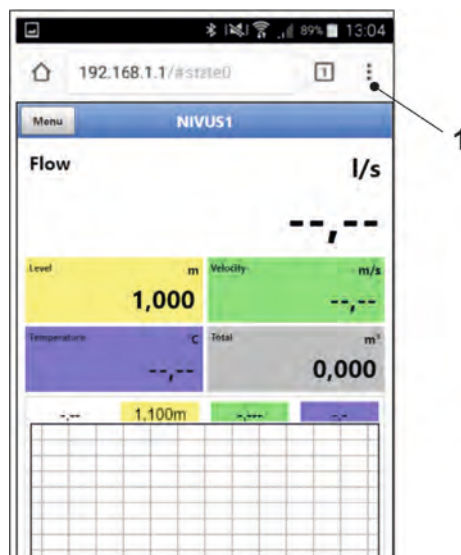 89% 13:04
192.168.1.1/#state0 1
Menu NIVUS1
1
Flow l/s
--,--
Level m Velocity m/s
1,000 --,--
Temperature °C Total m³
--,-- 0,000
-,-- 1,100m -,--- -,-